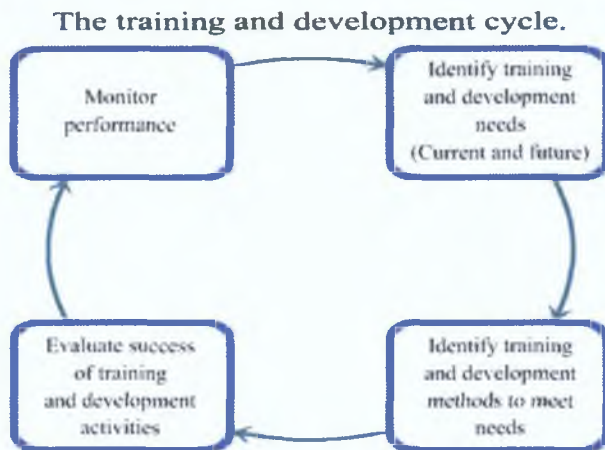 The training and development cycle.
Monitor
performance
Identify training
and development
needs
(Current and future)
Evaluate success
of training
and development
activities
Identify training
and development
methods to meet
needs